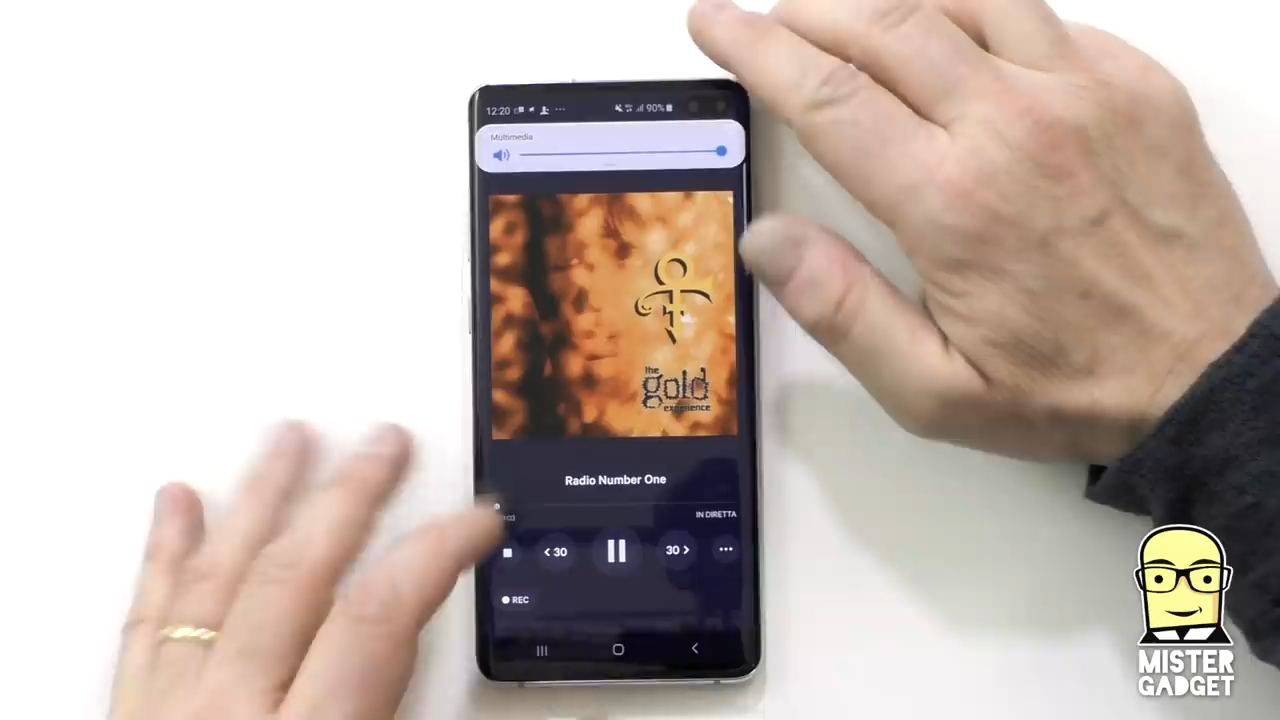 12:20
90%
Multimedia
the
gold
experience
Radio Number One
IN DIRETTA
< 30
30 >
REC
MISTER
GADGET